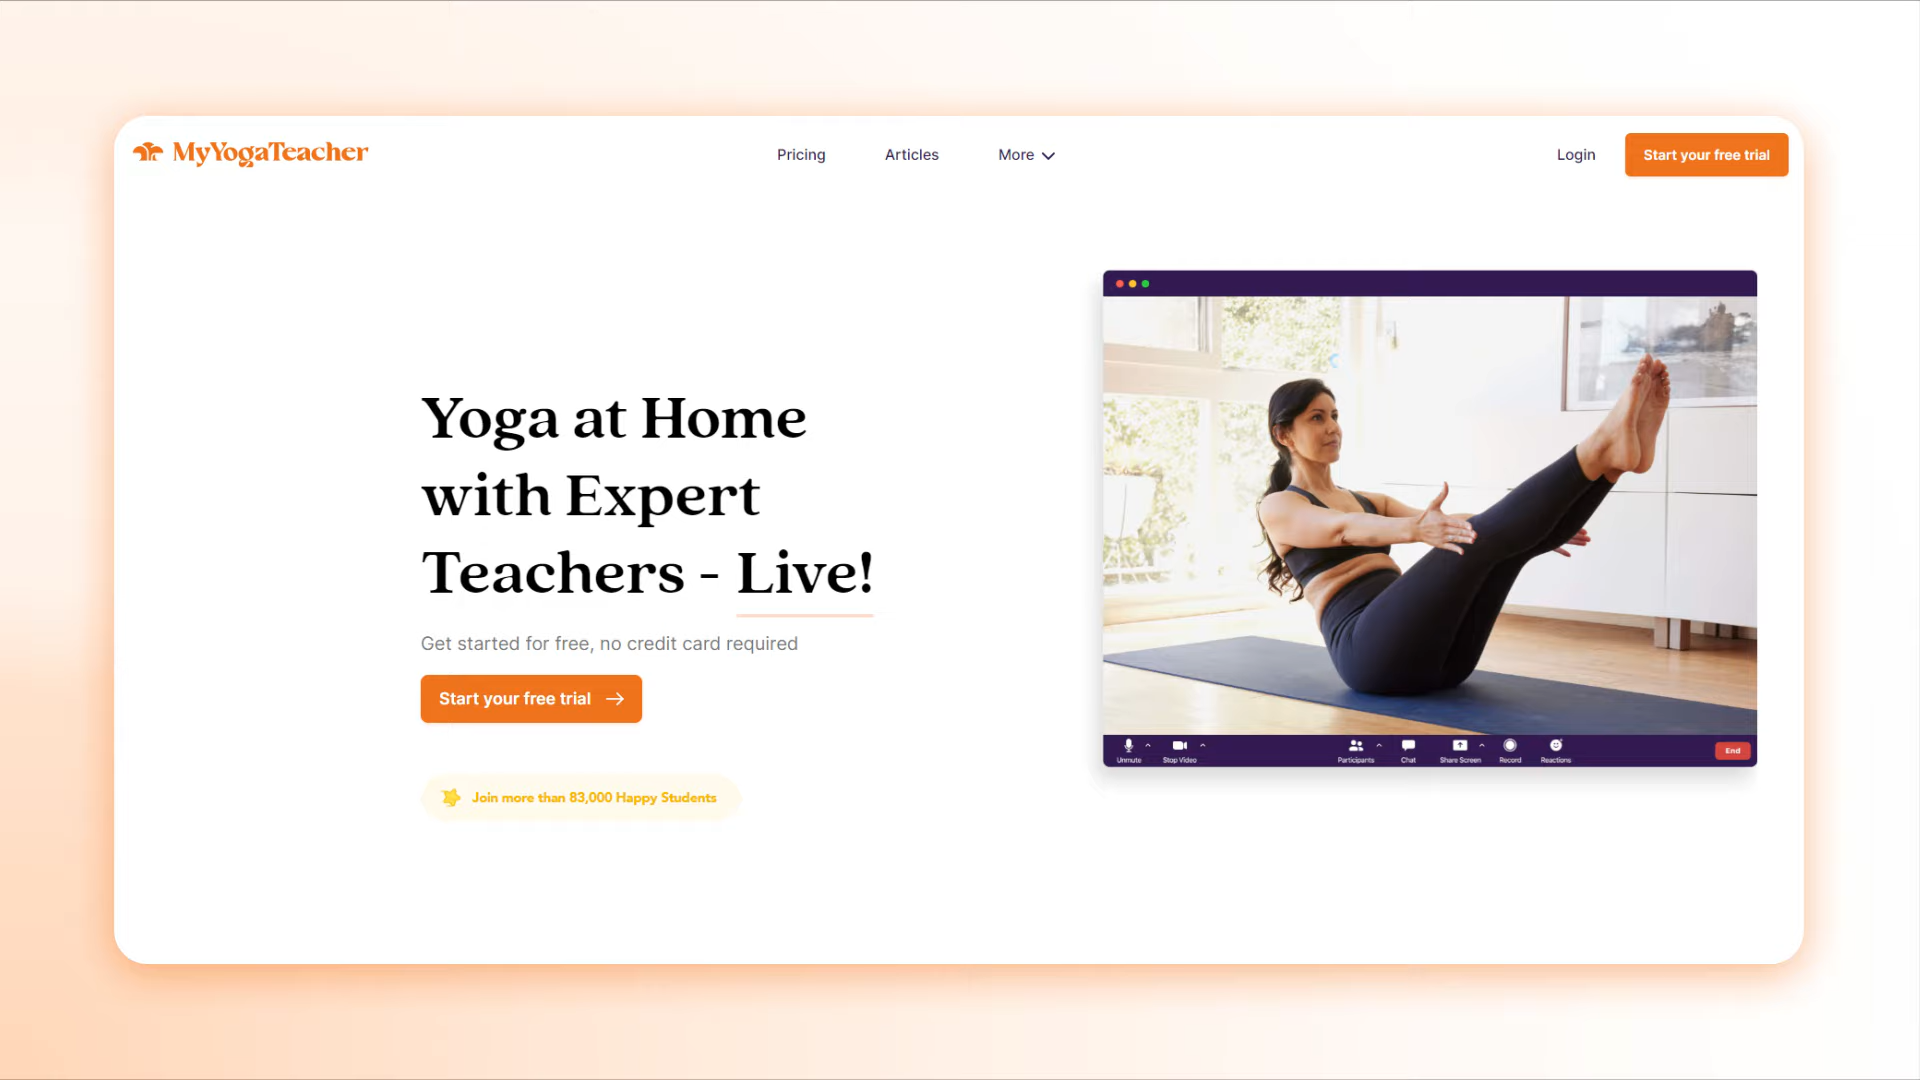 MyYogaTeacher
Pricing
Articles
More
Login
Start your free trial
Yoga at Home
with Expert
Teachers - Live!
Get started for free, no credit card required
Start your free trial
Join more than 83,000 Happy Students
Unmute
Stop Video
Participants
Chat
Share Screen
Record
Reactions
End